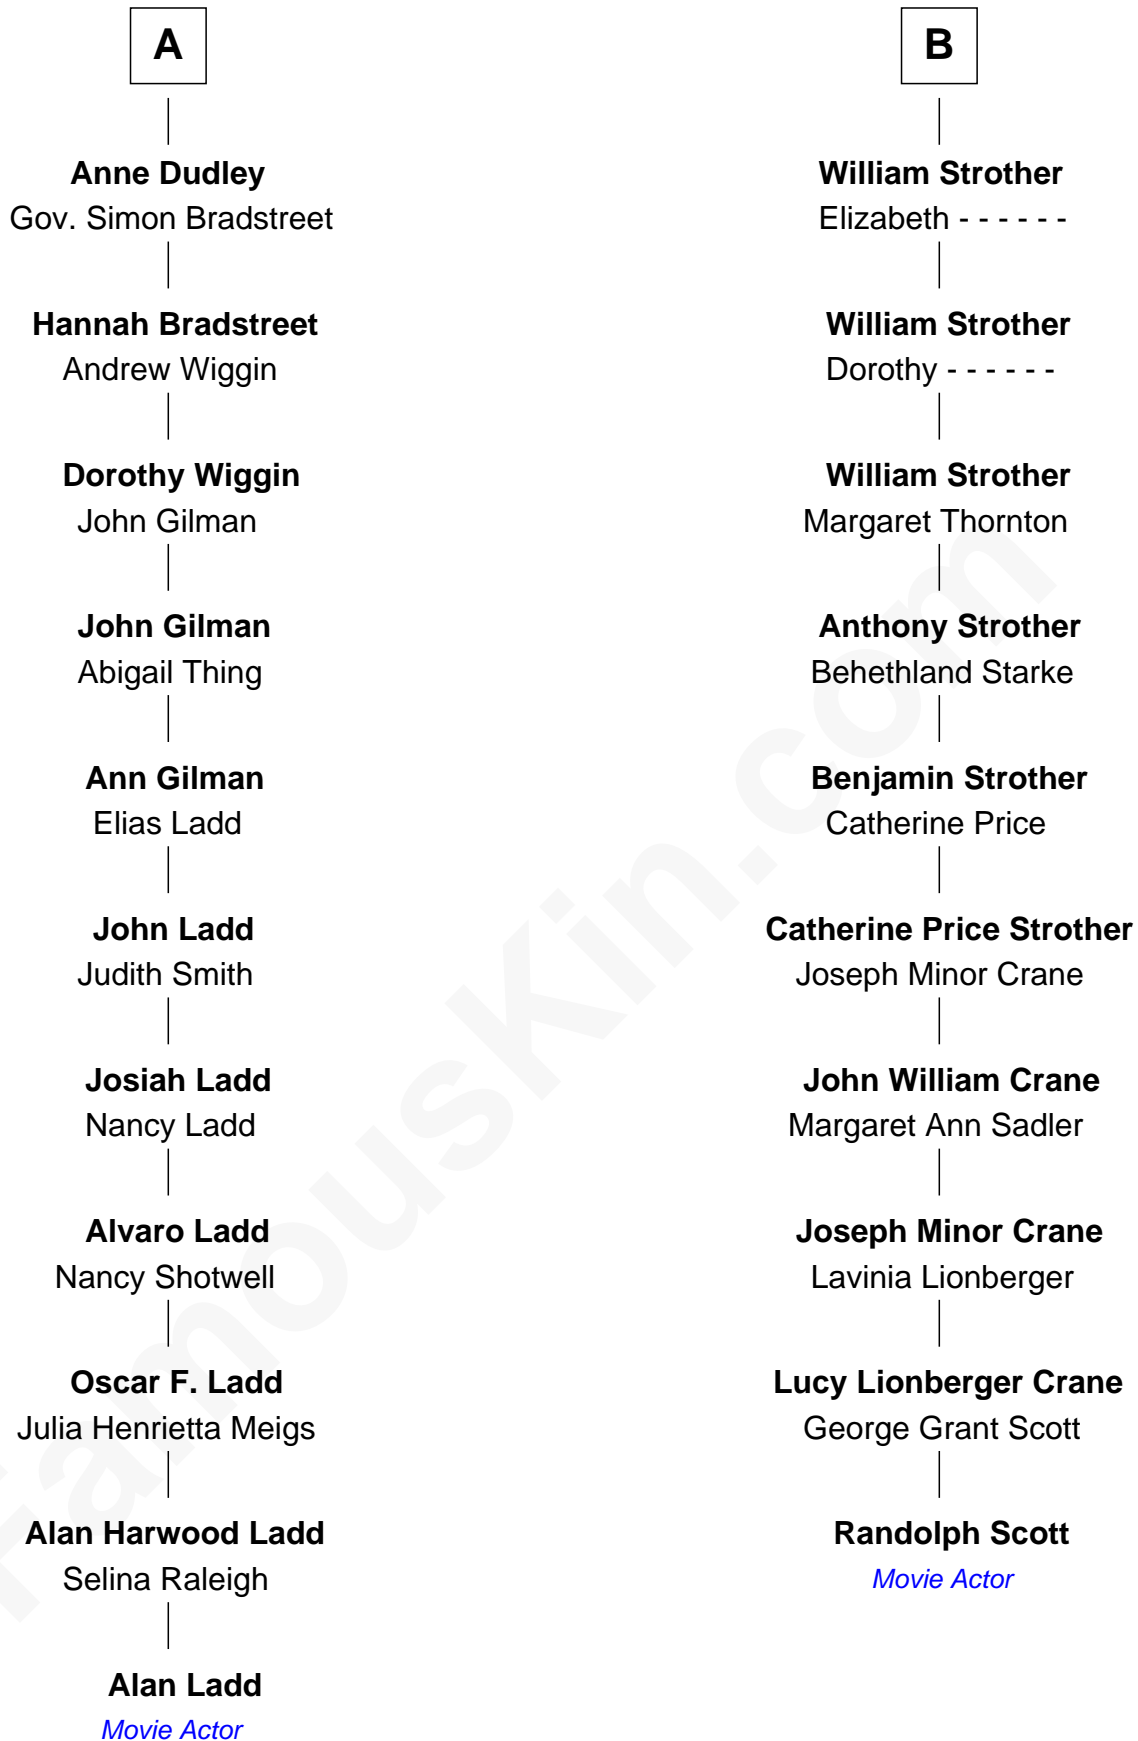 A
Anne Dudley
Gov. Simon Bradstreet
Hannah Bradstreet
Andrew Wiggin
Dorothy Wiggin
John Gilman
John Gilman
Abigail Thing
Ann Gilman
Elias Ladd
John Ladd
Judith Smith
Josiah Ladd
Nancy Ladd
Alvaro Ladd
Nancy Shotwell
Oscar F. Ladd
Julia Henrietta Meigs
Alan Harwood Ladd
Selina Raleigh
Alan Ladd
Movie Actor
B
William Strother
Elizabeth - - - - - -
William Strother
Dorothy - - - - - -
William Strother
Margaret Thornton
Anthony Strother
Behethland Starke
Benjamin Strother
Catherine Price
Catherine Price Strother
Joseph Minor Crane
John William Crane
Margaret Ann Sadler
Joseph Minor Crane
Lavinia Lionberger
Lucy Lionberger Crane
George Grant Scott
Randolph Scott
Movie Actor
FamousKin.com